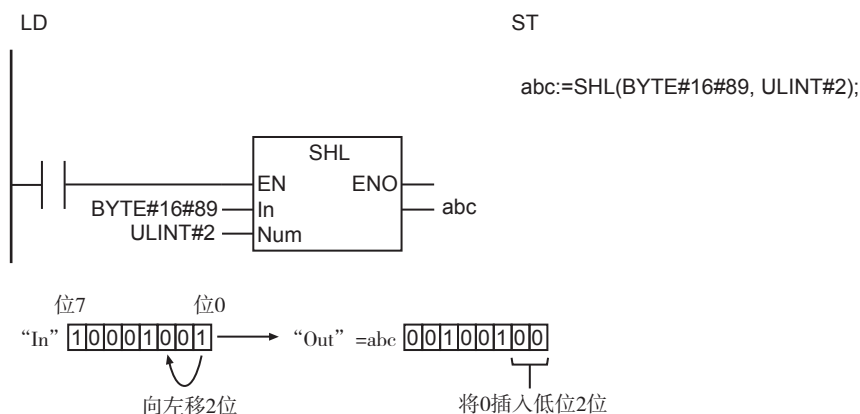 LD
ST
abc:=SHL(BYTE#16#89, ULINT#2);
SHL
EN ENO
BYTE#16#89 In abc
ULINT#2 Num
位7 位0
“In” 10001001 “Out” =abc 00100100
向左移2位
将0插入低位2位